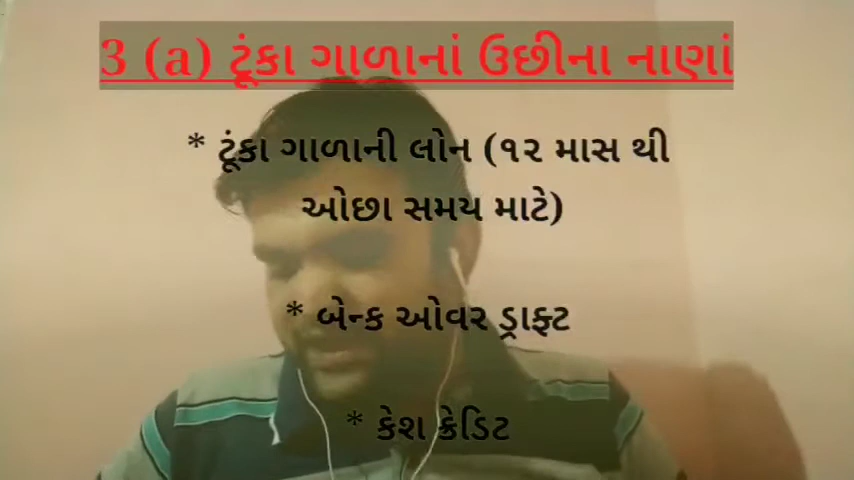 3 (a) ટૂંકા ગાળાનાં ઉછીના નાણાં
* ટૂંકા ગાળાની લોન (૧૨ માસ થી
ઓછા સમય માટે)
* બેન્ક ઓવર ડ્રાફ્ટ
* કેશ ક્રેડિટ